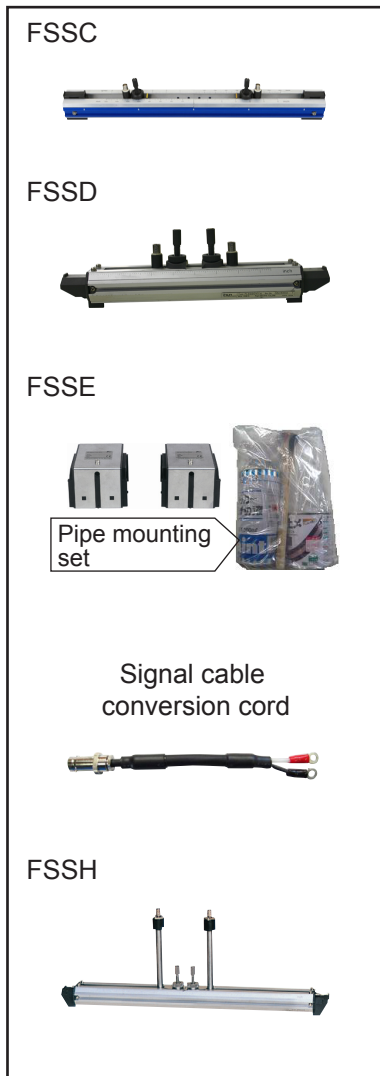 FSSC
FSSD
FSSE
Pipe mounting
set
Signal cable
conversion cord
FSSH